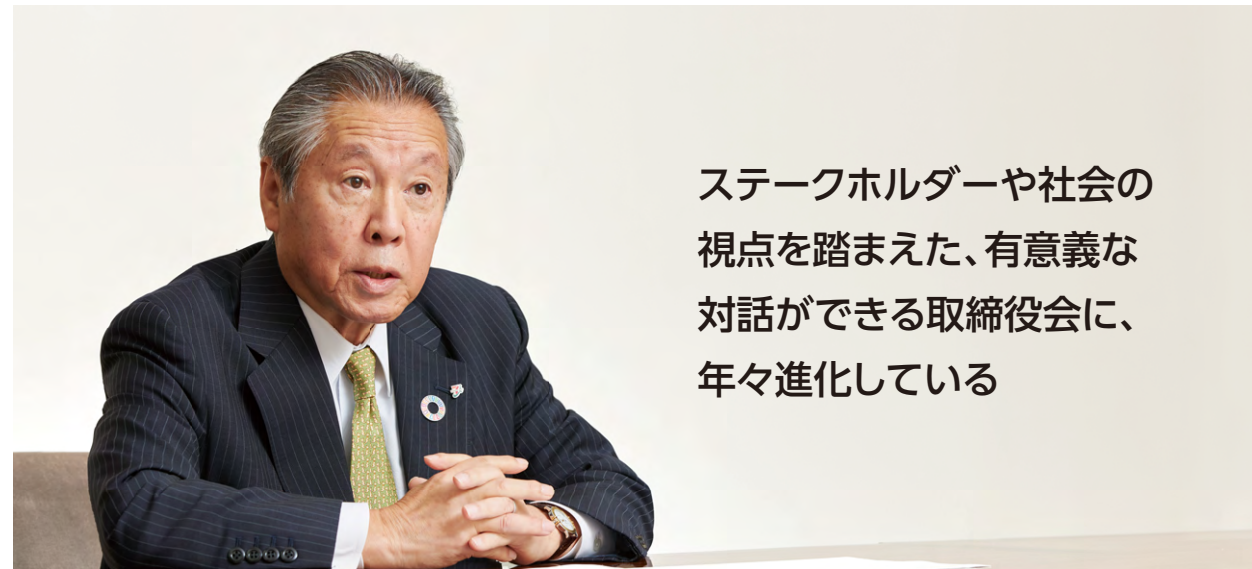 ステークホルダーや社会の
視点を踏まえた、有意義な
対話ができる取締役会に、
年々進化している